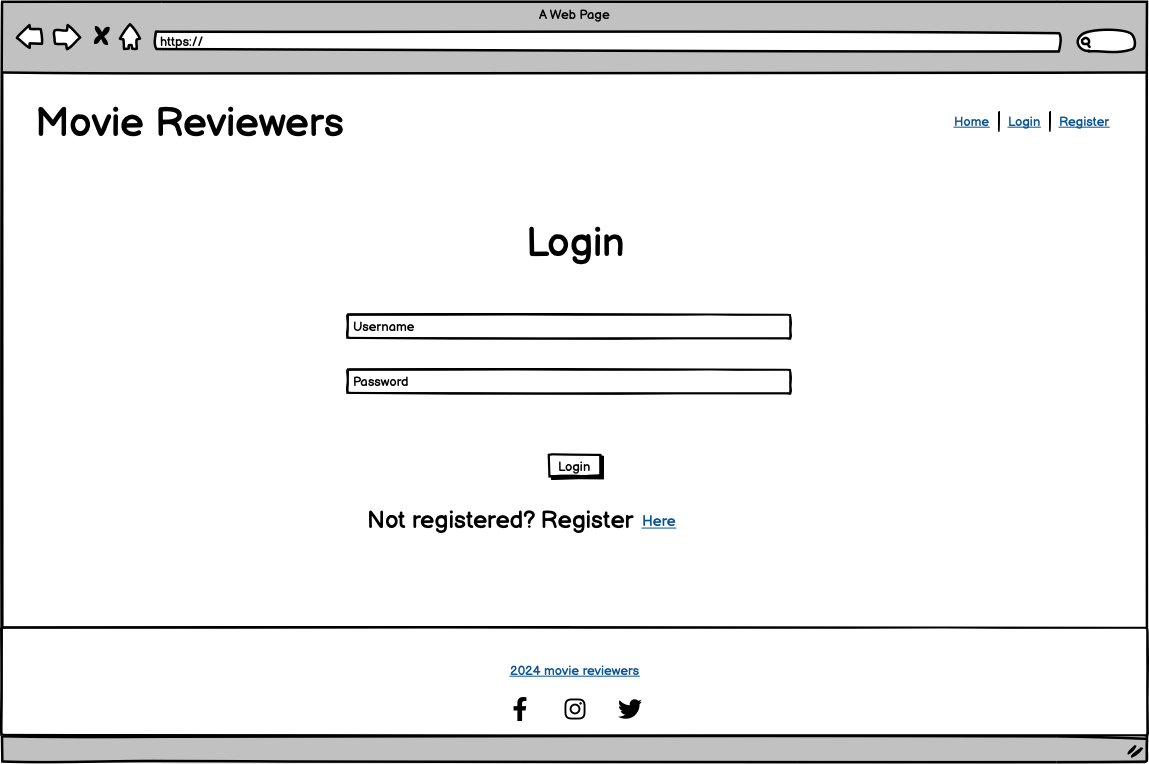 A Web Page
https://
Movie Reviewers
Home Login Register
Login
Username
Password
Login
Not registered? Register Here
2024 movie reviewers